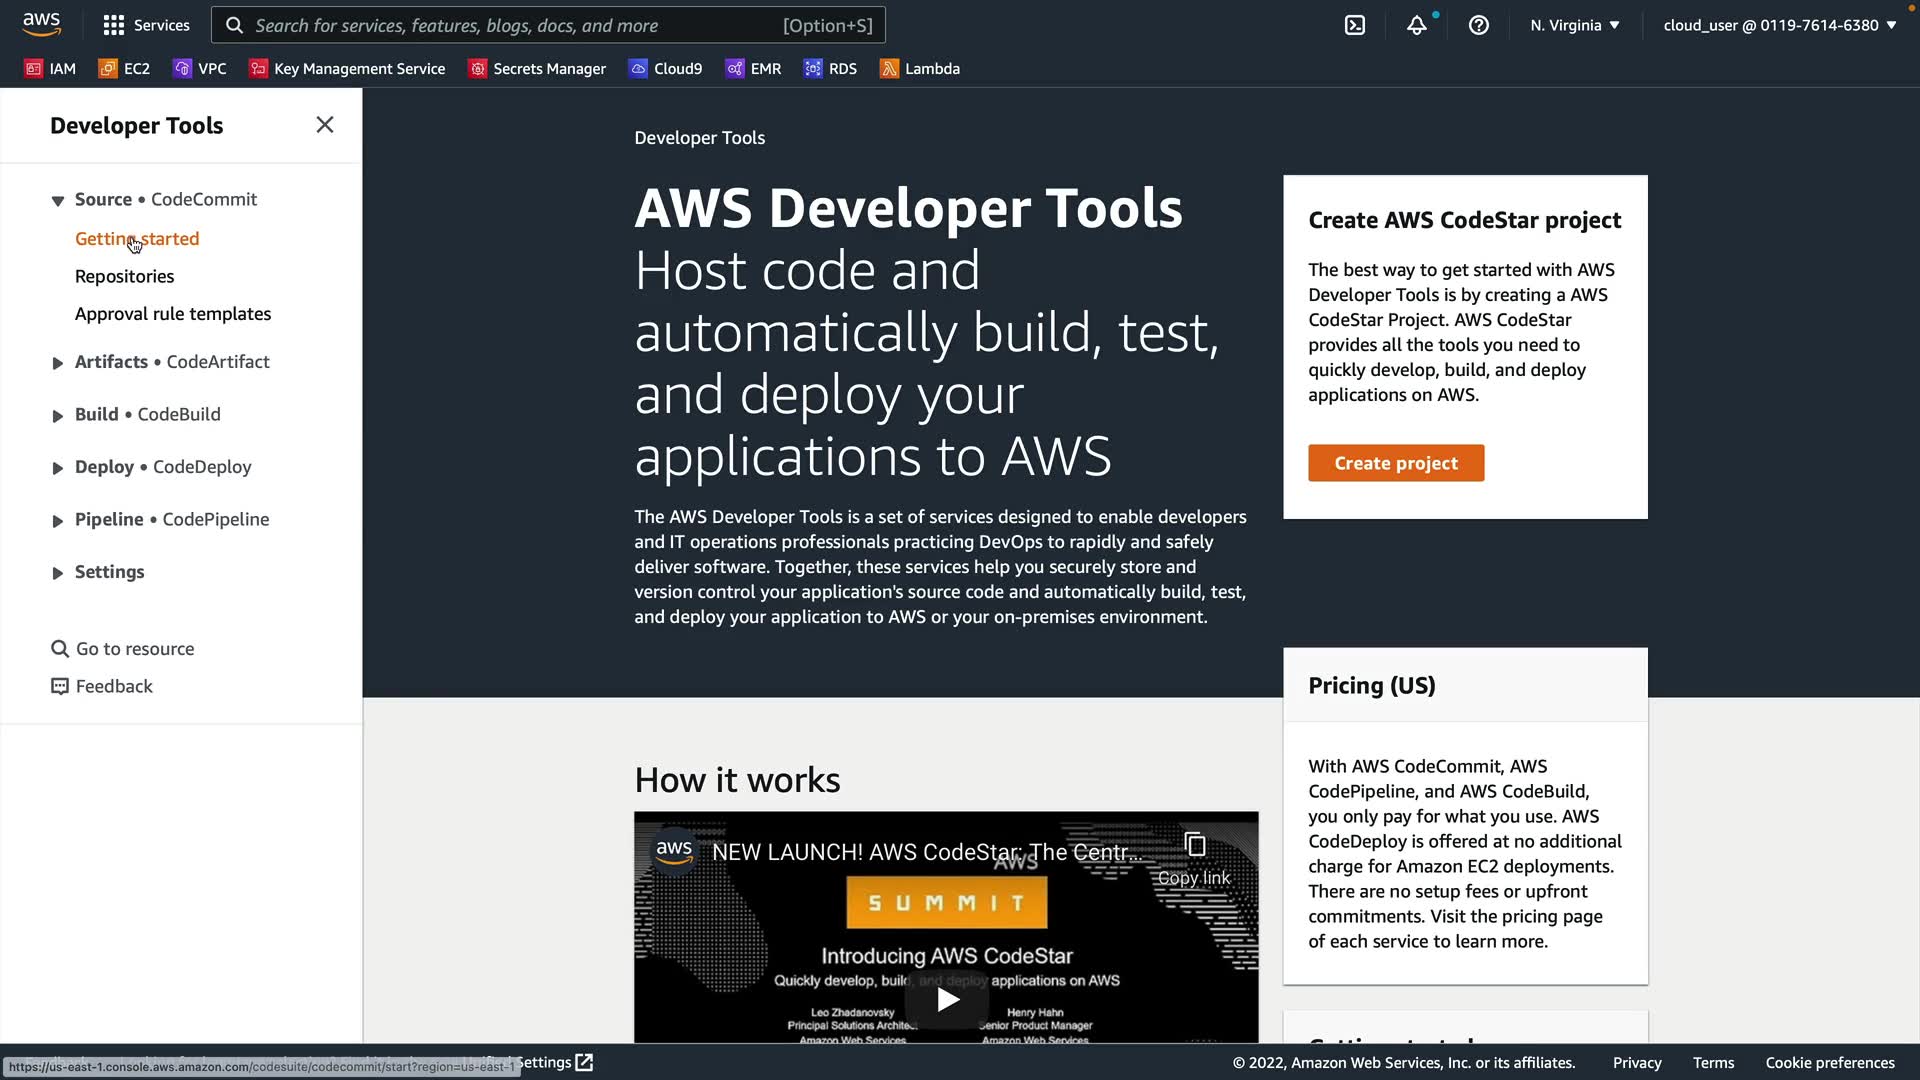 aws
Services
Search for services, features, blogs, docs, and more
[Option+S]
N. Virginia
cloud_user @ 0119-7614-6380
IAM
EC2
VPC
Key Management Service
Secrets Manager
Cloud9
EMR
RDS
Lambda
Developer Tools
Source • CodeCommit
Getting started
Repositories
Approval rule templates
Artifacts • CodeArtifact
Build • CodeBuild
Deploy • CodeDeploy
Pipeline • CodePipeline
Settings
Go to resource
Feedback
Developer Tools
AWS Developer Tools
Host code and
automatically build, test,
and deploy your
applications to AWS
The AWS Developer Tools is a set of services designed to enable developers
and IT operations professionals practicing DevOps to rapidly and safely
deliver software. Together, these services help you securely store and
version control your application's source code and automatically build, test,
and deploy your application to AWS or your on-premises environment.
Create AWS CodeStar project
The best way to get started with AWS
Developer Tools is by creating a AWS
CodeStar Project. AWS CodeStar
provides all the tools you need to
quickly develop, build, and deploy
applications on AWS.
Create project
Pricing (US)
With AWS CodeCommit, AWS
CodePipeline, and AWS CodeBuild,
you only pay for what you use. AWS
CodeDeploy is offered at no additional
charge for Amazon EC2 deployments.
There are no setup fees or upfront
commitments. Visit the pricing page
of each service to learn more.
How it works
aws
NEW LAUNCH! AWS CodeStar: The Centr...
Copy link
AWS
SUMMIT
Introducing AWS CodeStar
Quickly develop, build, and deploy applications on AWS
Leo Zhadanovsky
Principal Solutions Architect
Amazon Web Services
Henry Hahn
Senior Product Manager
Amazon Web Services
https://us-east-1.console.aws.amazon.com/codesuite/codecommit/start?region=us-east-1
Settings
© 2022, Amazon Web Services, Inc. or its affiliates.
Privacy
Terms
Cookie preferences